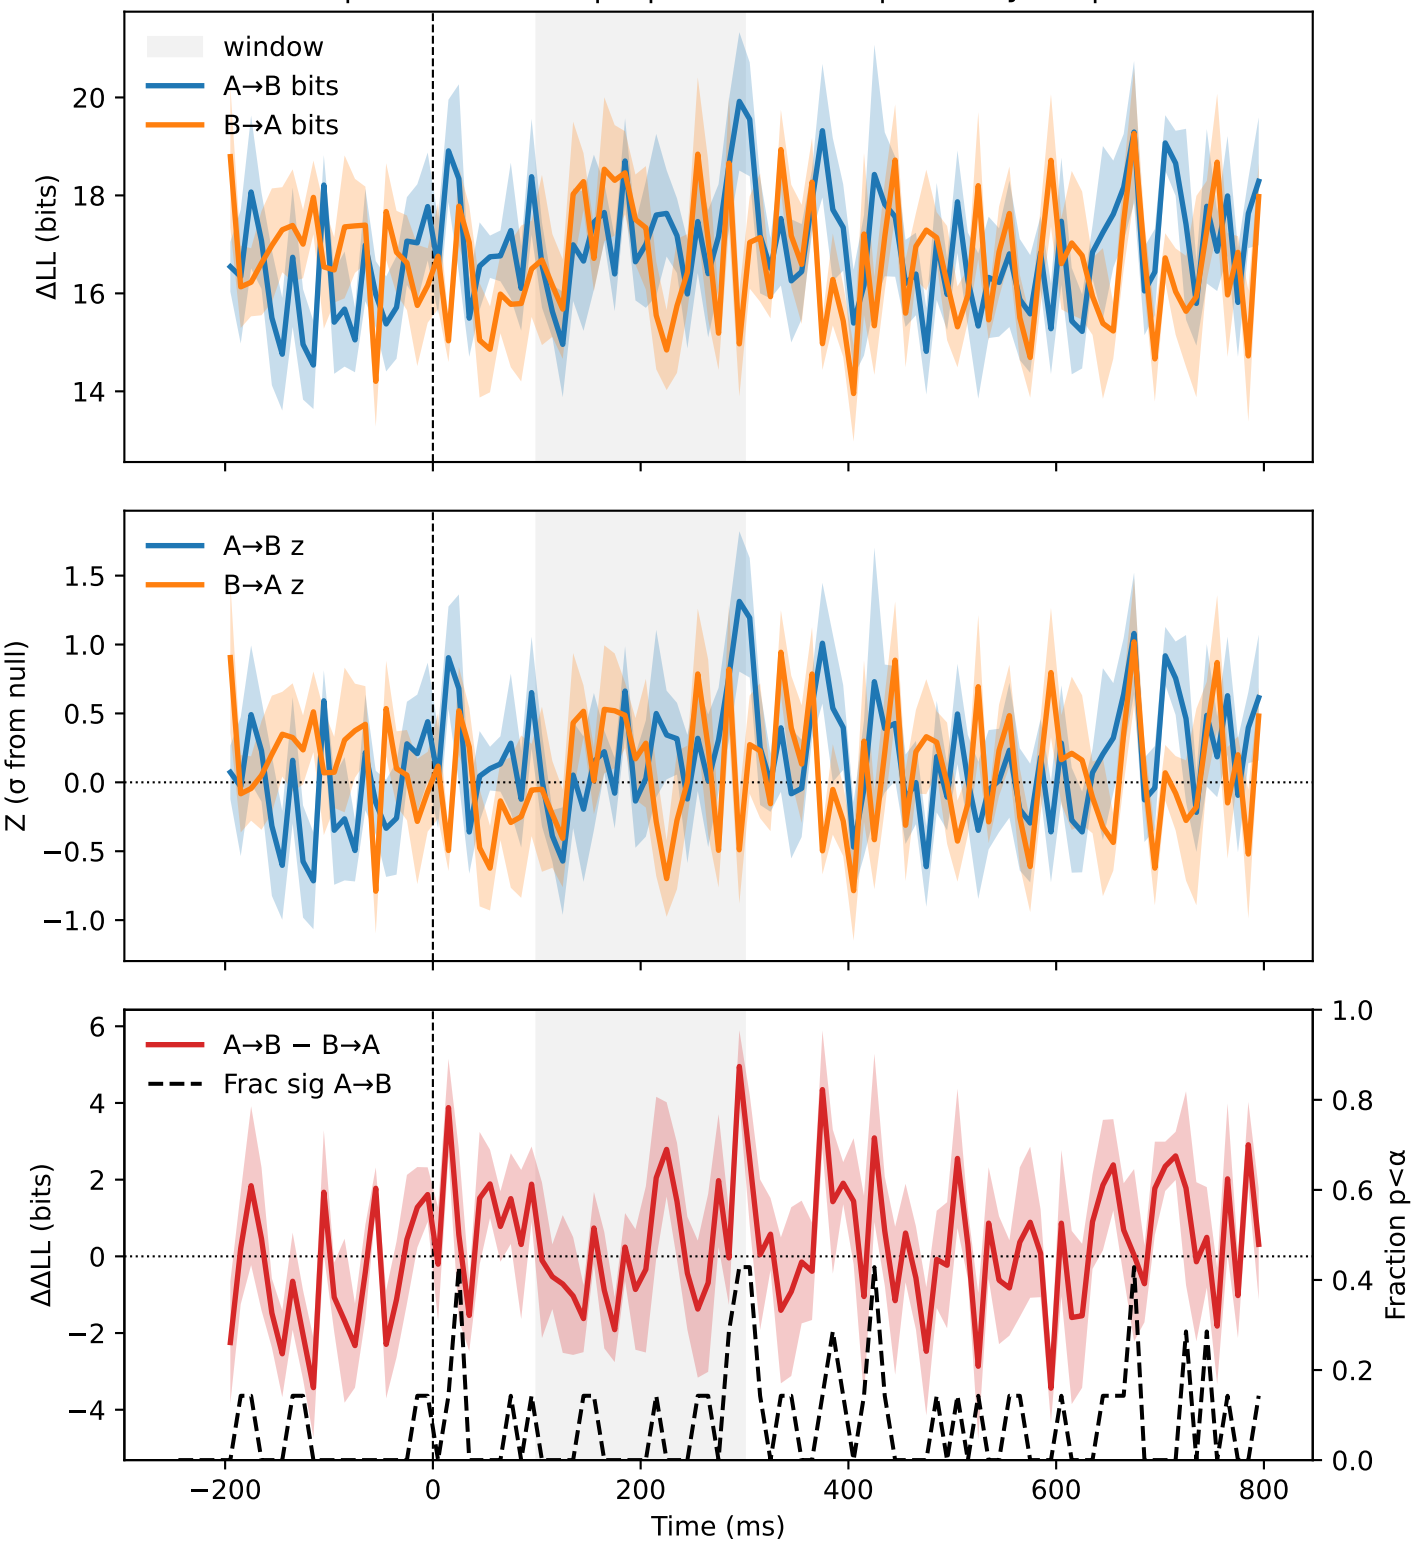 window
A→B bits
B→A bits
ΔLL (bits)
20
18
16
14
A→B z
B→A z
Z (σ from null)
1.5
1.0
0.5
0.0
−0.5
−1.0
A→B − B→A
Frac sig A→B
ΔΔLL (bits)
6
4
2
0
−2
−4
1.0
0.8
0.6
0.4
0.2
0.0
Fraction p<α
−200 0 200 400 600 800
Time (ms)